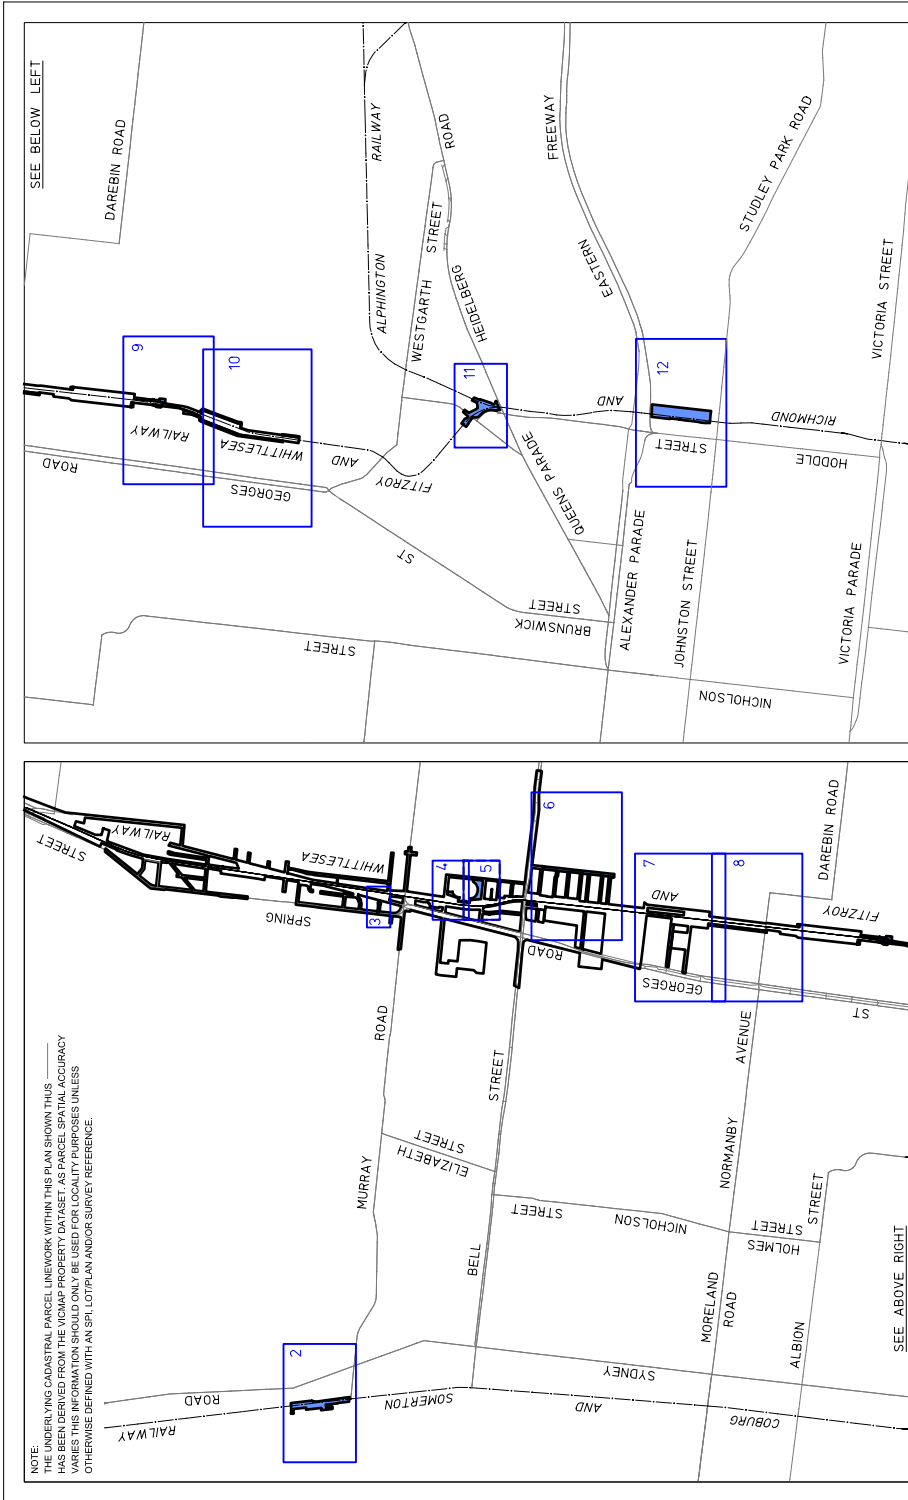 NOTE:
THE UNDERLYING CADASTRAL PARCEL LINEWORK WITHIN THIS PLAN SHOWN THUS
HAS BEEN DERIVED FROM THE VICMAP PROPERTY DATASET. AS PARCEL SPATIAL ACCURACY
VARIES THIS INFORMATION SHOULD ONLY BE USED FOR LOCALITY PURPOSES UNLESS
OTHERWISE DEFINED WITH AN SPI, LOT/PLAN AND/OR SURVEY REFERENCE.
RAILWAY
ROAD
2
SOMERTON
AND
COBURG
SYDNEY
MURRAY
ROAD
ELIZABETH
STREET
BELL
STREET
STREET
NICHOLSON
MORELAND
ROAD
HOLMES
STREET
ALBION
STREET
NORMANBY
AVENUE
SEE ABOVE RIGHT
STREET
RAILWAY
SPRING
WHITTLESEA
3
4
5
6
ROAD
7
8
AND
GEORGES
ST
DAREBIN ROAD
FITZROY
SEE BELOW LEFT
DAREBIN ROAD
ROAD
RAILWAY
9
10
WHITTLESEA
GEORGES
AND
FITZROY
ST
STREET
BRUNSWICK
STREET
NICHOLSON
ALPHINGTON
RAILWAY
WESTGARTH
STREET
HEIDELBERG
ROAD
11
QUEENS PARADE
ALEXANDER PARADE
EASTERN
FREEWAY
AND
12
STREET
HODDLE
RICHMOND
JOHNSTON STREET
STUDLEY PARK ROAD
VICTORIA PARADE
VICTORIA STREET